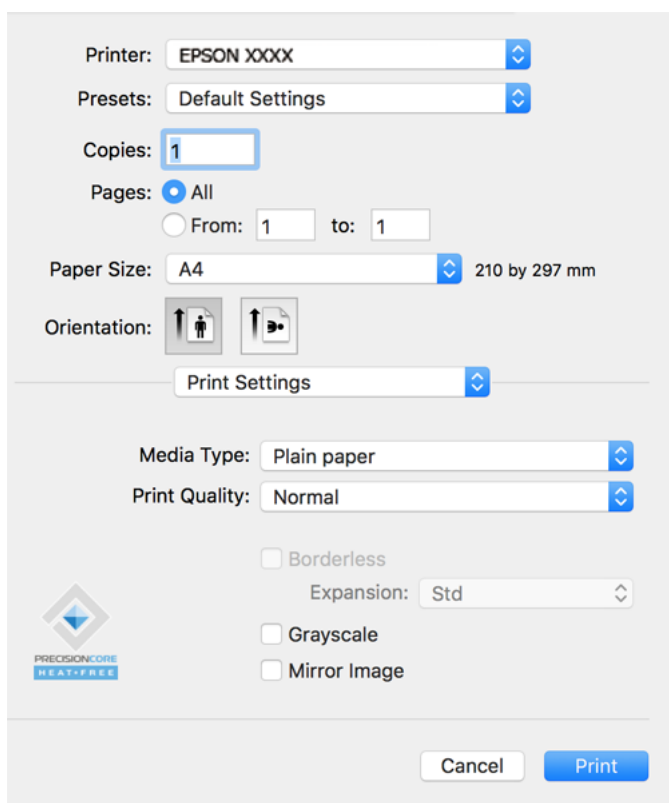 Printer: EPSON XXXX
Presets: Default Settings
Copies: 1
Pages: All
From: 1 to: 1
Paper Size: A4 210 by 297 mm
Orientation:
Print Settings
Media Type: Plain paper
Print Quality: Normal
Borderless
Expansion: Std
Grayscale
Mirror Image
PRECISIONCORE
HEAT•FREE
Cancel Print